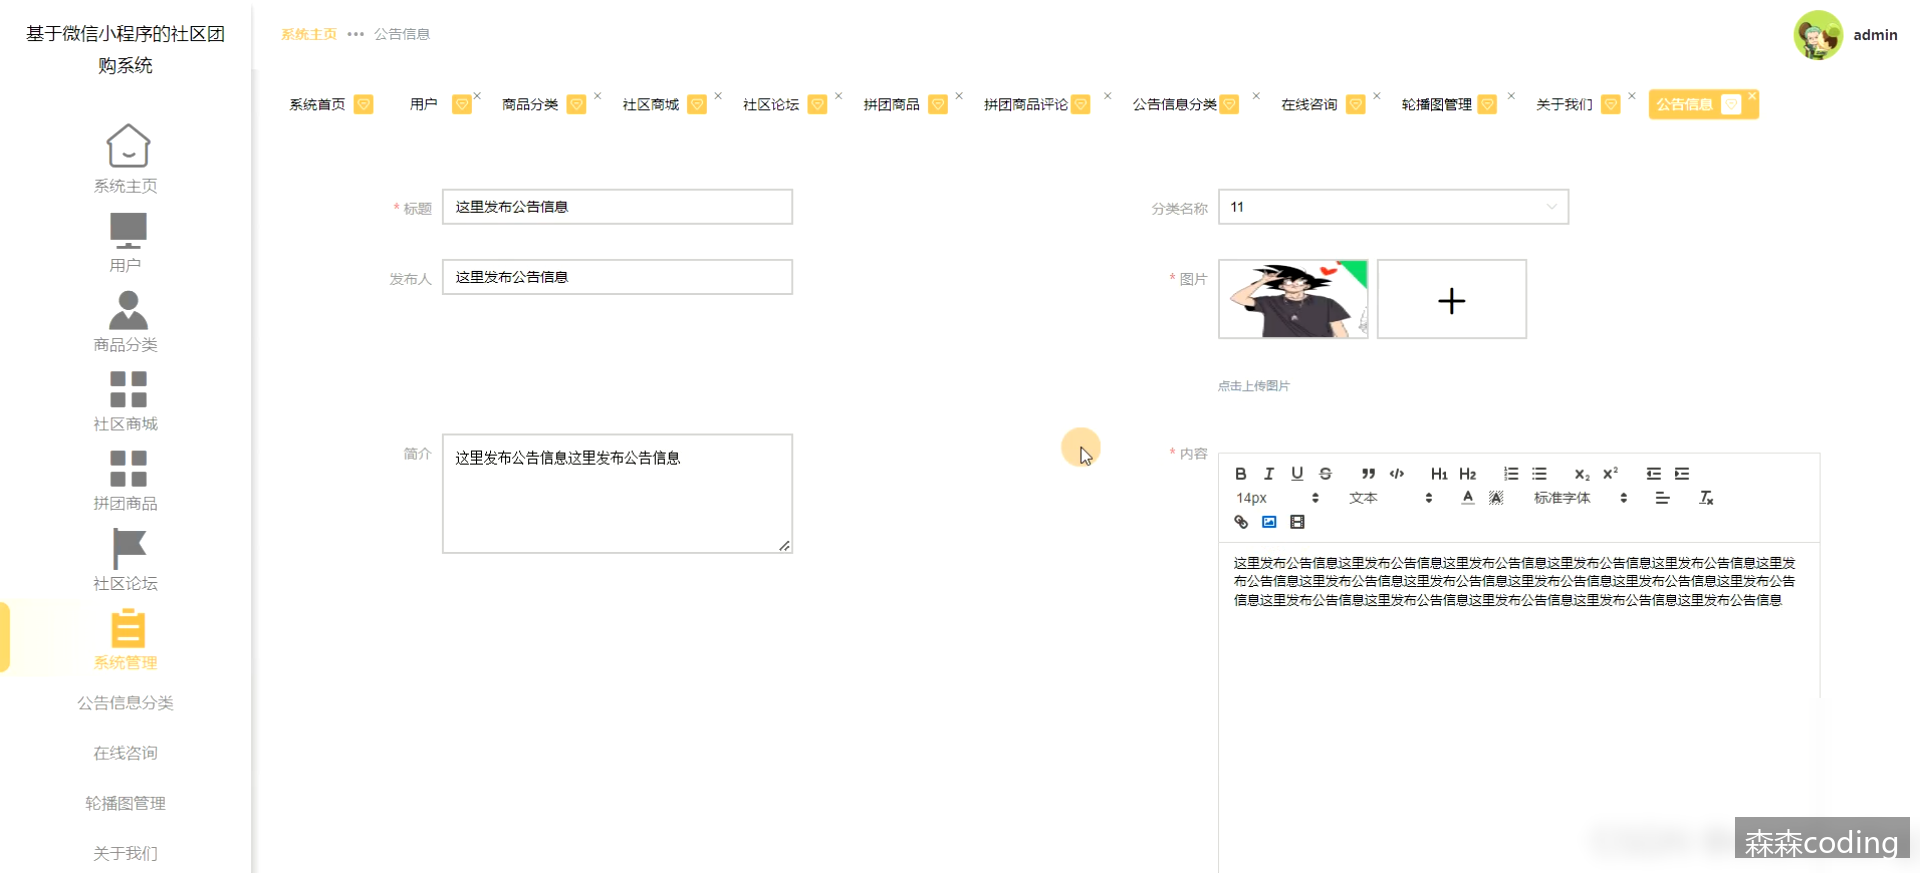 基于微信小程序的社区团
购系统
系统主页 ••• 公告信息
admin
系统首页 用户 商品分类 社区商城 社区论坛 拼团商品 拼团商品评论 公告信息分类 在线咨询 轮播图管理 关于我们 公告信息
系统主页
用户
商品分类
社区商城
拼团商品
社区论坛
系统管理
公告信息分类
在线咨询
轮播图管理
关于我们
* 标题 这里发布公告信息
分类名称 11
发布人 这里发布公告信息
* 图片
点击上传图片
简介 这里发布公告信息这里发布公告信息
* 内容
B I U S H1 H2 X2 X2
14px 文本 A A 标准字体 Tx
这里发布公告信息这里发布公告信息这里发布公告信息这里发布公告信息这里发布公告信息这里发
布公告信息这里发布公告信息这里发布公告信息这里发布公告信息这里发布公告信息这里发布公告
信息这里发布公告信息这里发布公告信息这里发布公告信息这里发布公告信息这里发布公告信息
森森coding